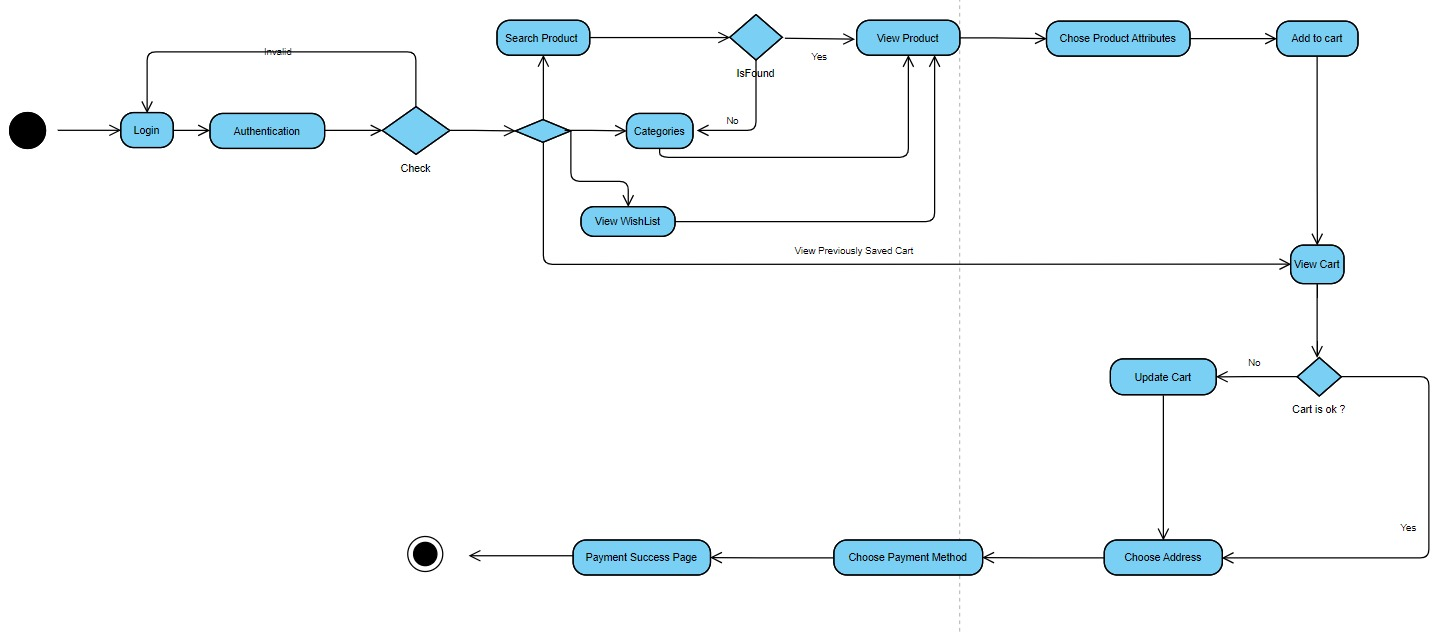 Search Product
View Product
Chose Product Attributes
Add to cart
Invalid
Yes
IsFound
No
Login
Authentication
Categories
Check
View WishList
View Previously Saved Cart
View Cart
No
Update Cart
Cart is ok ?
Yes
Payment Success Page
Choose Payment Method
Choose Address